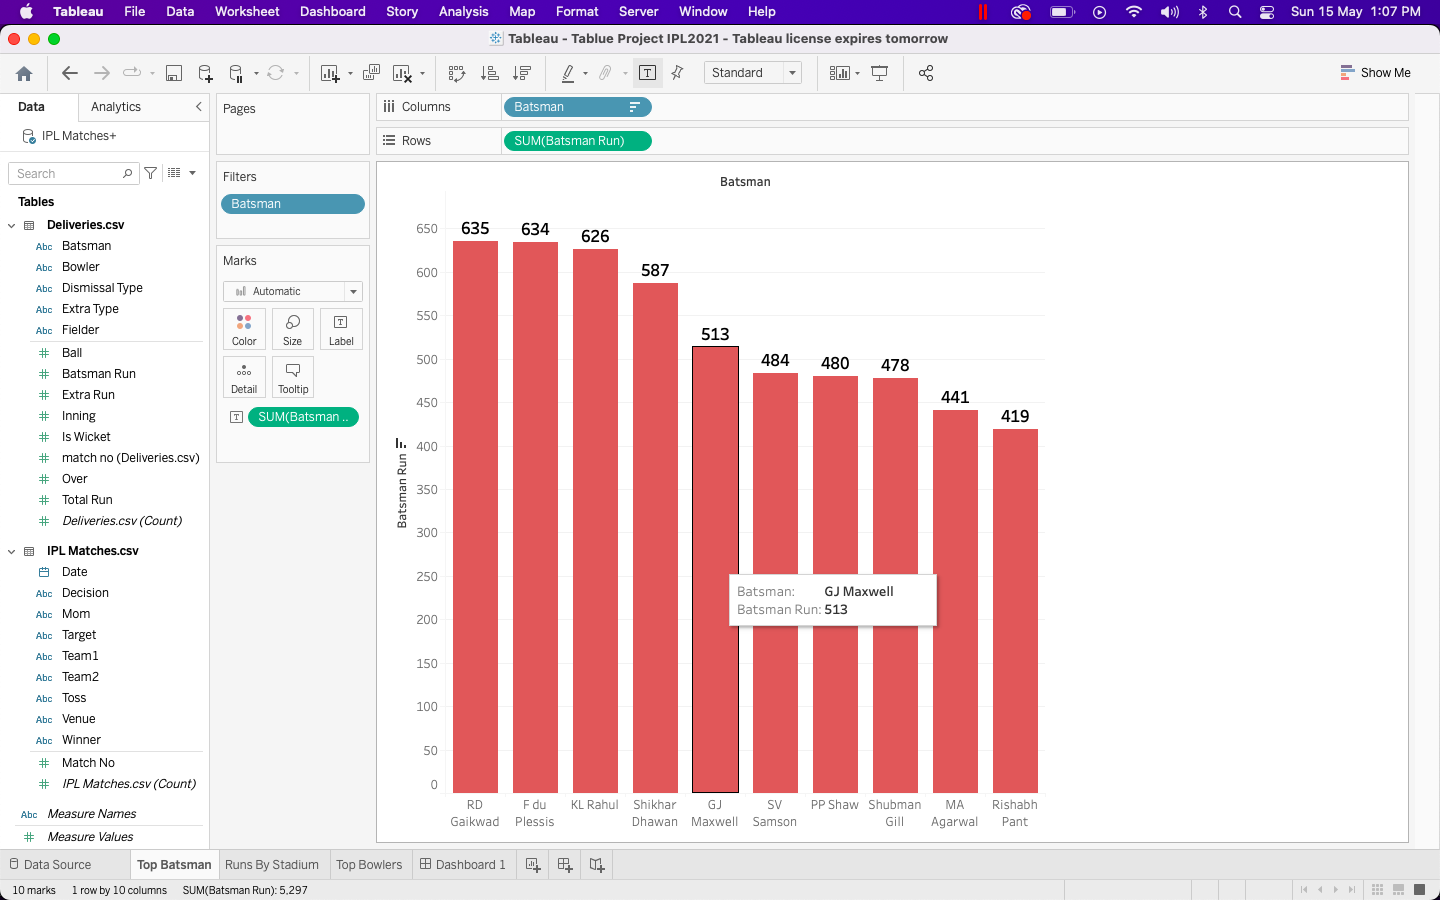 Tableau File Data Worksheet Dashboard Story Analysis Map Format Server Window Help Sun 15 May 1:07 PM
Tableau - Tablue Project IPL2021 - Tableau license expires tomorrow
Standard
Show Me
Data Analytics
IPL Matches+
Search
Tables
Deliveries.csv
Abc Batsman
Abc Bowler
Abc Dismissal Type
Abc Extra Type
Abc Fielder
# Ball
# Batsman Run
# Extra Run
# Inning
# Is Wicket
# match no (Deliveries.csv)
# Over
# Total Run
# Deliveries.csv (Count)
IPL Matches.csv
Date
Abc Decision
Abc Mom
Abc Target
Abc Team1
Abc Team2
Abc Toss
Abc Venue
Abc Winner
# Match No
# IPL Matches.csv (Count)
Abc Measure Names
# Measure Values
Pages
Filters
Batsman
Marks
Automatic
Color Size Label
Detail Tooltip
SUM(Batsman ..
Columns Batsman
Rows SUM(Batsman Run)
Batsman
Batsman Run
650
600
550
500
450
400
350
300
250
200
150
100
50
0
635 634 626 587 513 484 480 478 441 419
Batsman: GJ Maxwell
Batsman Run: 513
RD Gaikwad
F du Plessis
KL Rahul
Shikhar Dhawan
GJ Maxwell
SV Samson
PP Shaw
Shubman Gill
MA Agarwal
Rishabh Pant
Data Source Top Batsman Runs By Stadium Top Bowlers Dashboard 1
10 marks 1 row by 10 columns SUM(Batsman Run): 5,297